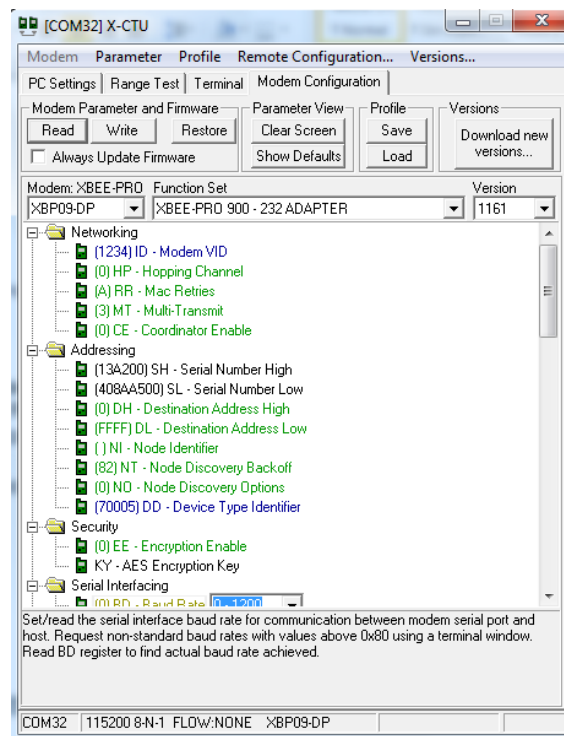 [COM32] X-CTU
Modem Parameter Profile Remote Configuration... Versions...
PC Settings Range Test Terminal Modem Configuration
Modem Parameter and Firmware Parameter View Profile Versions
Read Write Restore Clear Screen Save Download new versions...
Always Update Firmware Show Defaults Load
Modem: XBEE-PRO Function Set Version
XBP09-DP XBEE-PRO 900 - 232 ADAPTER 1161
Networking
(1234) ID - Modem VID
(0) HP - Hopping Channel
(A) RR - Mac Retries
(3) MT - Multi-Transmit
(0) CE - Coordinator Enable
Addressing
(13A200) SH - Serial Number High
(408AA500) SL - Serial Number Low
(0) DH - Destination Address High
(FFFF) DL - Destination Address Low
( ) NI - Node Identifier
(82) NT - Node Discovery Backoff
(0) NO - Node Discovery Options
(70005) DD - Device Type Identifier
Security
(0) EE - Encryption Enable
KY - AES Encryption Key
Serial Interfacing
(0) BD - Baud Rate 0 - 1200
Set/read the serial interface baud rate for communication between modem serial port and
host. Request non-standard baud rates with values above 0x80 using a terminal window.
Read BD register to find actual baud rate achieved.
COM32 115200 8-N-1 FLOW:NONE XBP09-DP